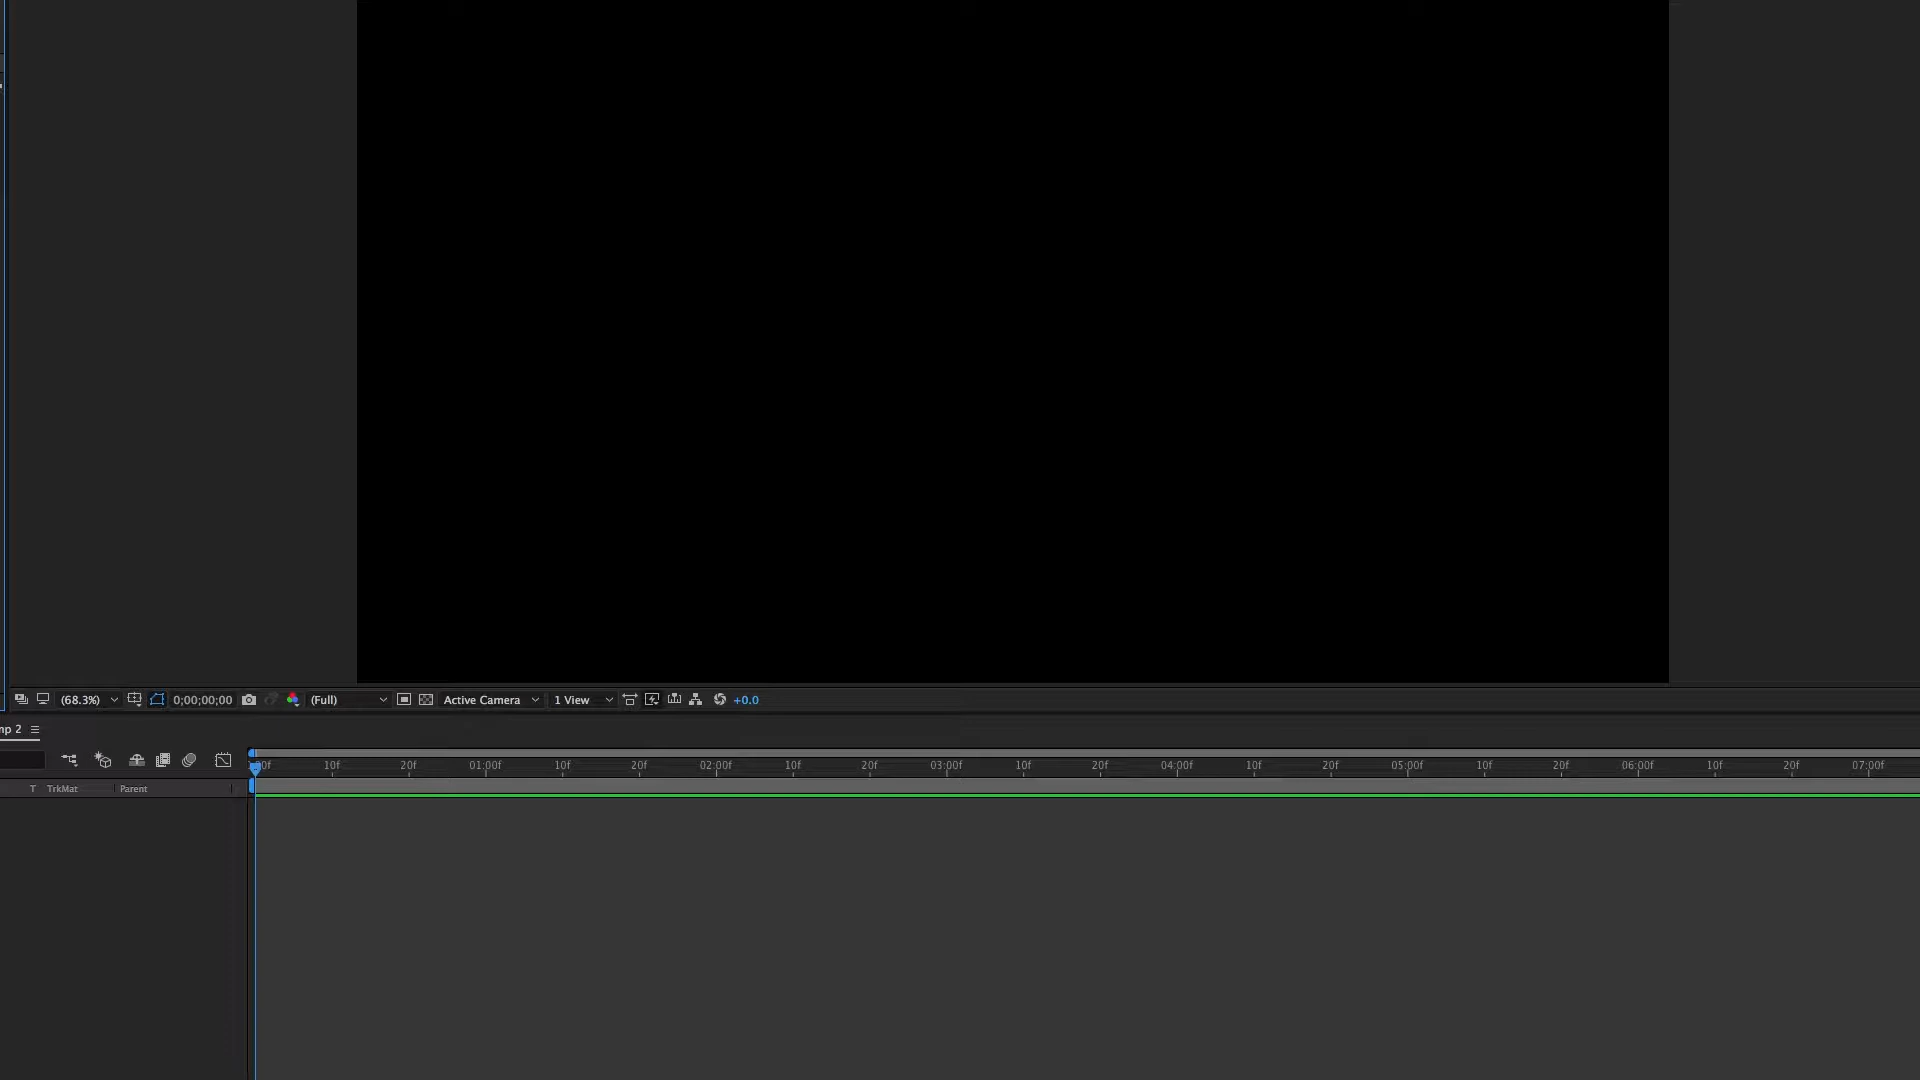 (68.3%) 0;00;00;00 (Full) Active Camera 1 View +0.0
mp 2
10f 20f 01:00f 10f 20f 02:00f 10f 20f 03:00f 10f 20f 04:00f 10f 20f 05:00f 10f 20f 06:00f 10f 20f 07:00f
T TrkMat Parent